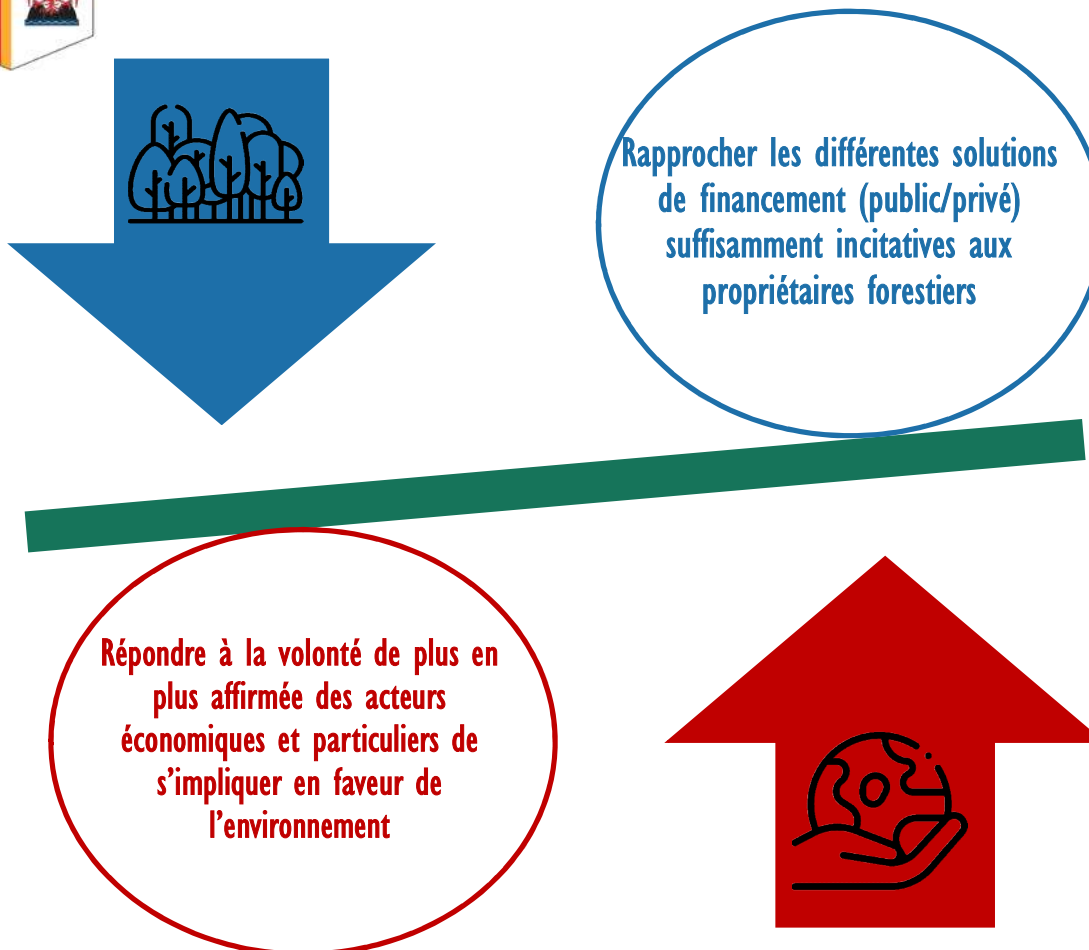 Rapprocher les différentes solutions
de financement (public/privé)
suffisamment incitatives aux
propriétaires forestiers
Répondre à la volonté de plus en
plus affirmée des acteurs
économiques et particuliers de
s’impliquer en faveur de
l’environnement